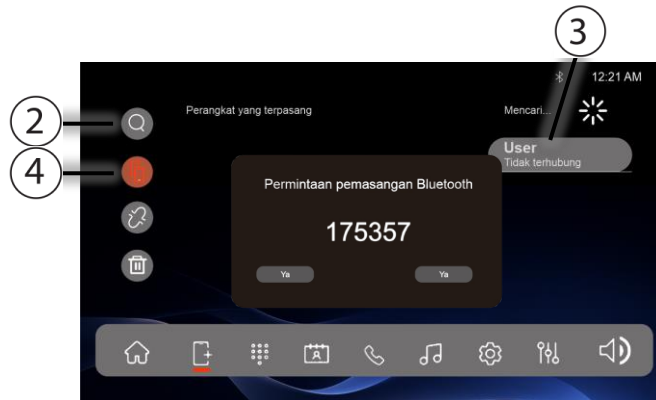 3
12:21 AM
2
Perangkat yang terpasang
Mencari...
User
Tidak terhubung
4
Permintaan pemasangan Bluetooth
175357
Ya
Ya